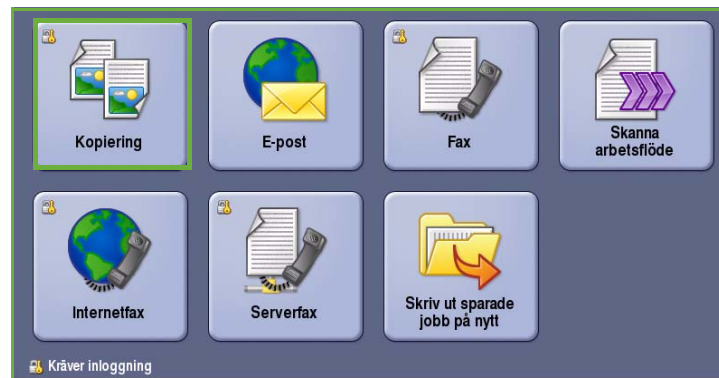 Kopiering
E-post
Fax
Skanna
arbetsflöde
Internetfax
Serverfax
Skriv ut sparade
jobb på nytt
Kräver inloggning